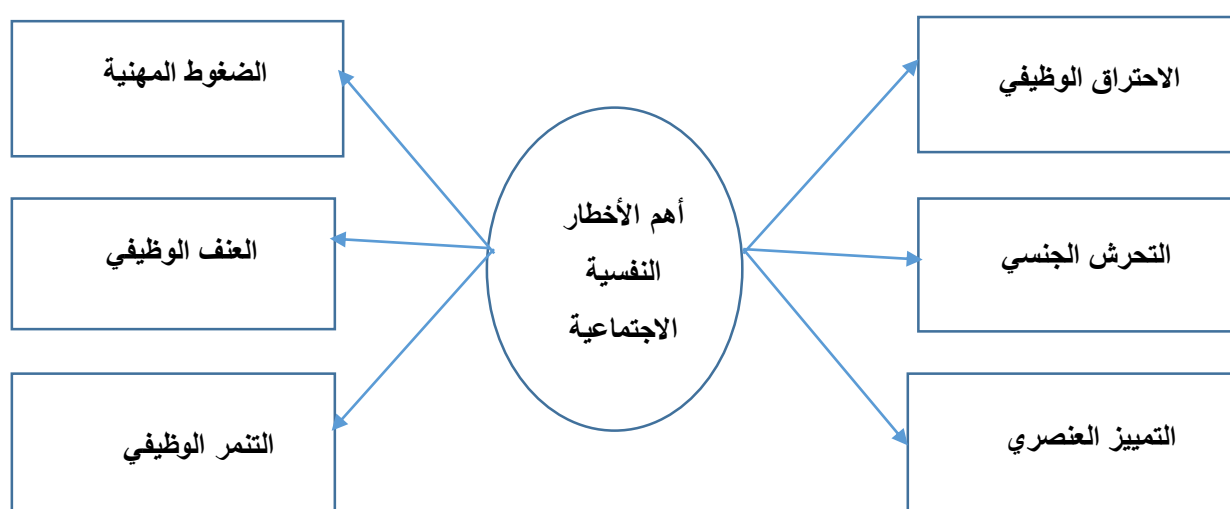 الاحتراق الوظيفي
الضغوط المهنية
أهم الأخطار
النفسية
الاجتماعية
التحرش الجنسي
العنف الوظيفي
التمييز العنصري
التنمر الوظيفي